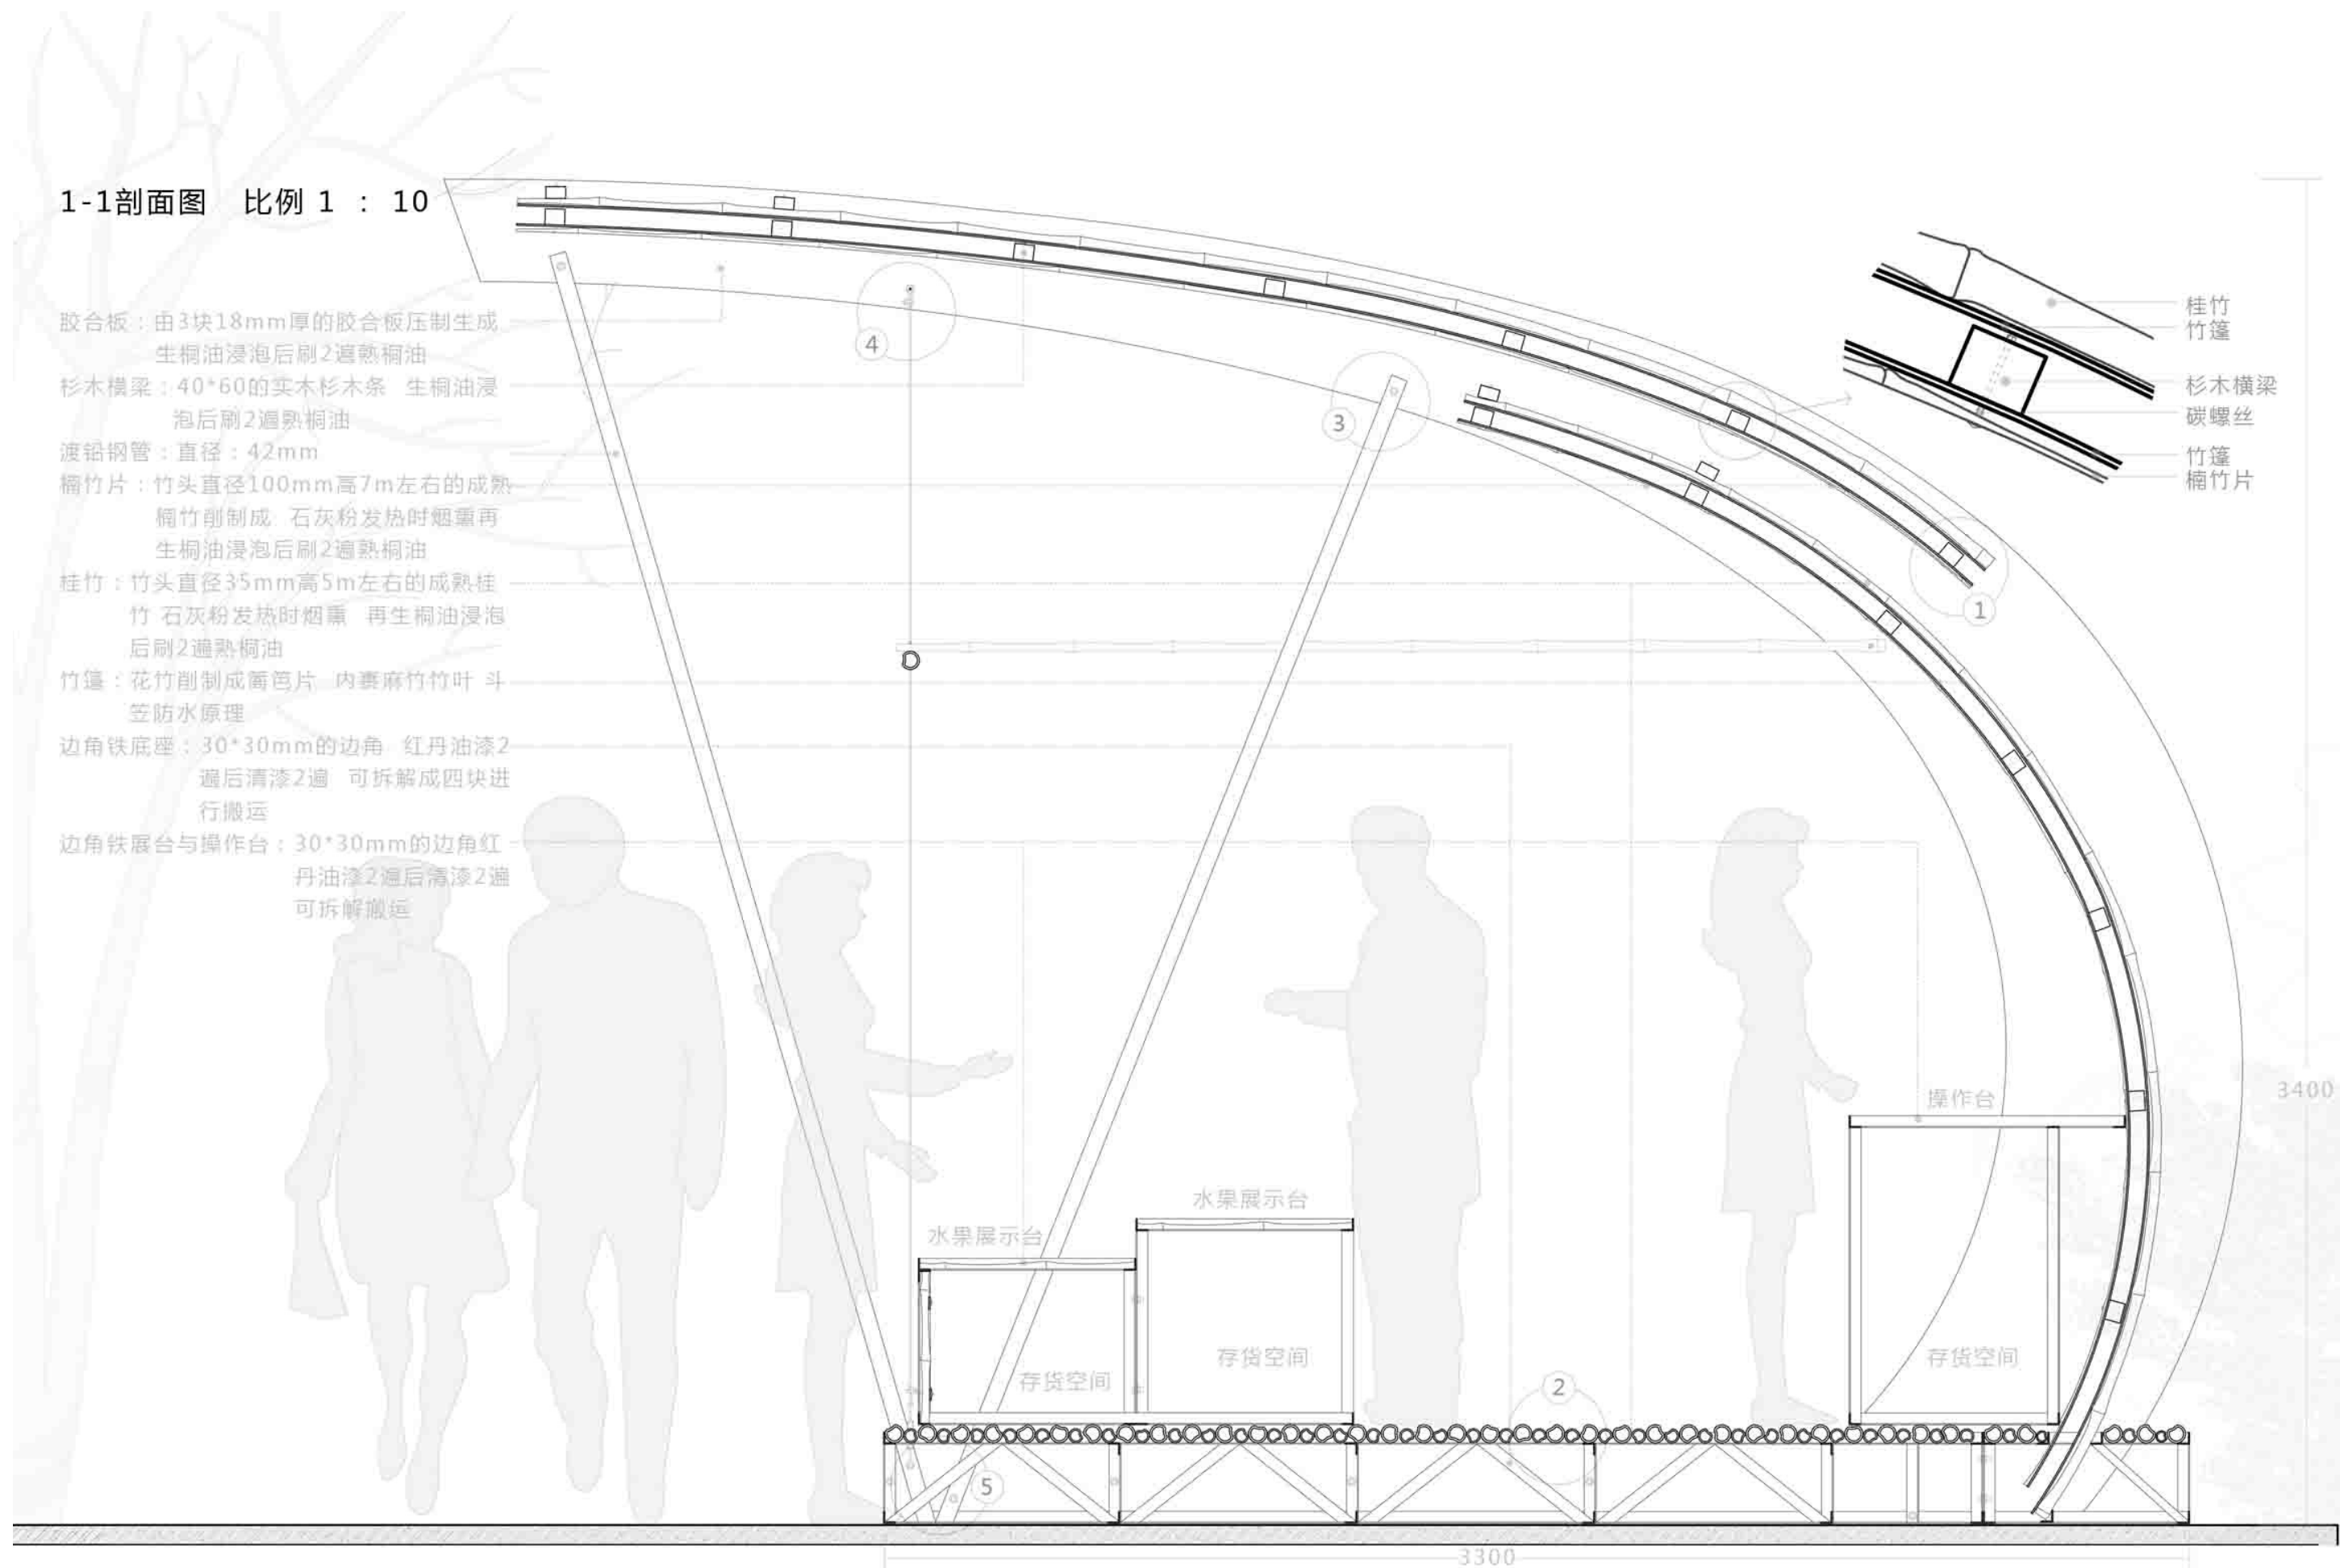 1-1剖面图 比例 1 : 10
胶合板：由3块18mm厚的胶合板压制生成
生桐油浸泡后刷2遍熟桐油
杉木横梁：40*60的实木杉木条 生桐油浸
泡后刷2遍熟桐油
渡铅钢管：直径：42mm
楠竹片：竹头直径100mm高7m左右的成熟
楠竹削制成 石灰粉发热时烟熏再
生桐油浸泡后刷2遍熟桐油
桂竹：竹头直径35mm高5m左右的成熟桂
竹 石灰粉发热时烟熏 再生桐油浸泡
后刷2遍熟桐油
竹篷：花竹削制成篱笆片 内裹麻竹竹叶 斗
笠防水原理
边角铁底座：30*30mm的边角 红丹油漆2
遍后清漆2遍 可拆解成四块进
行搬运
边角铁展台与操作台：30*30mm的边角红
丹油漆2遍后清漆2遍
可拆解搬运
桂竹
竹篷
杉木横梁
碳螺丝
竹篷
楠竹片
4
3
1
操作台
3400
水果展示台
水果展示台
存货空间
存货空间
存货空间
2
5
3300